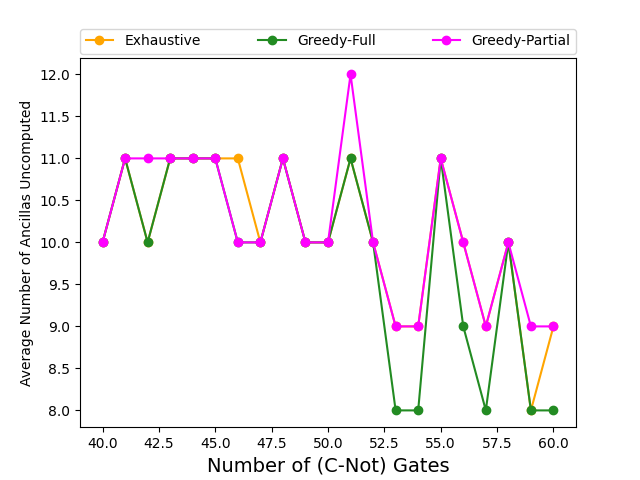 Exhaustive Greedy-Full Greedy-Partial
12.0
11.5
11.0
10.5
10.0
9.5
9.0
8.5
8.0
Average Number of Ancillas Uncomputed
40.0 42.5 45.0 47.5 50.0 52.5 55.0 57.5 60.0
Number of (C-Not) Gates